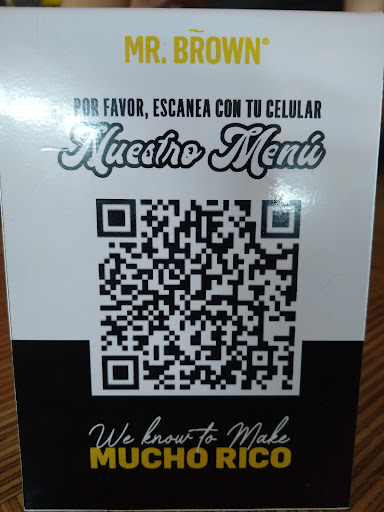 MR. BROWN®
POR FAVOR, ESCANEA CON TU CELULAR
Nuestro Menú
We know to Make
MUCHO RICO